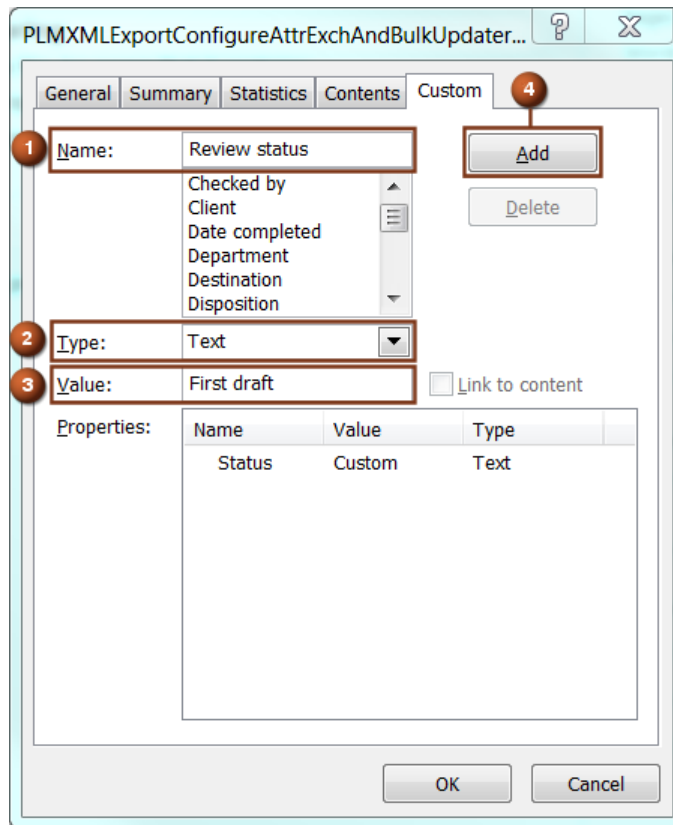 PLMXMLExportConfigureAttrExchAndBulkUpdater...
General Summary Statistics Contents Custom 4
1 Name: Review status Add
Checked by
Client Delete
Date completed
Department
Destination
Disposition
2 Type: Text
3 Value: First draft Link to content
Properties: Name Value Type
Status Custom Text
OK Cancel